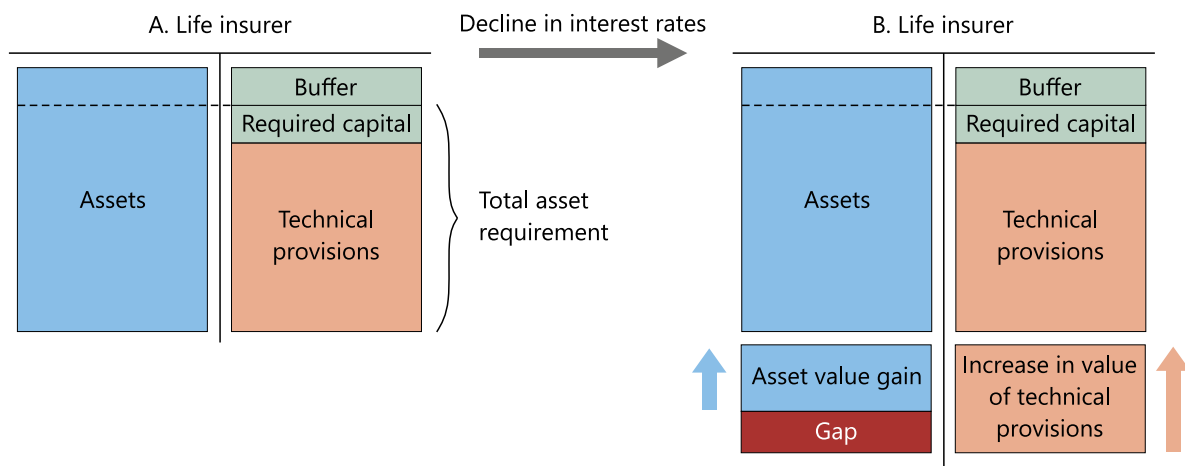 A. Life insurer
Decline in interest rates
B. Life insurer
Buffer
Required capital
Assets
Technical
provisions
Total asset
requirement
Buffer
Required capital
Assets
Technical
provisions
Asset value gain
Gap
Increase in value
of technical
provisions